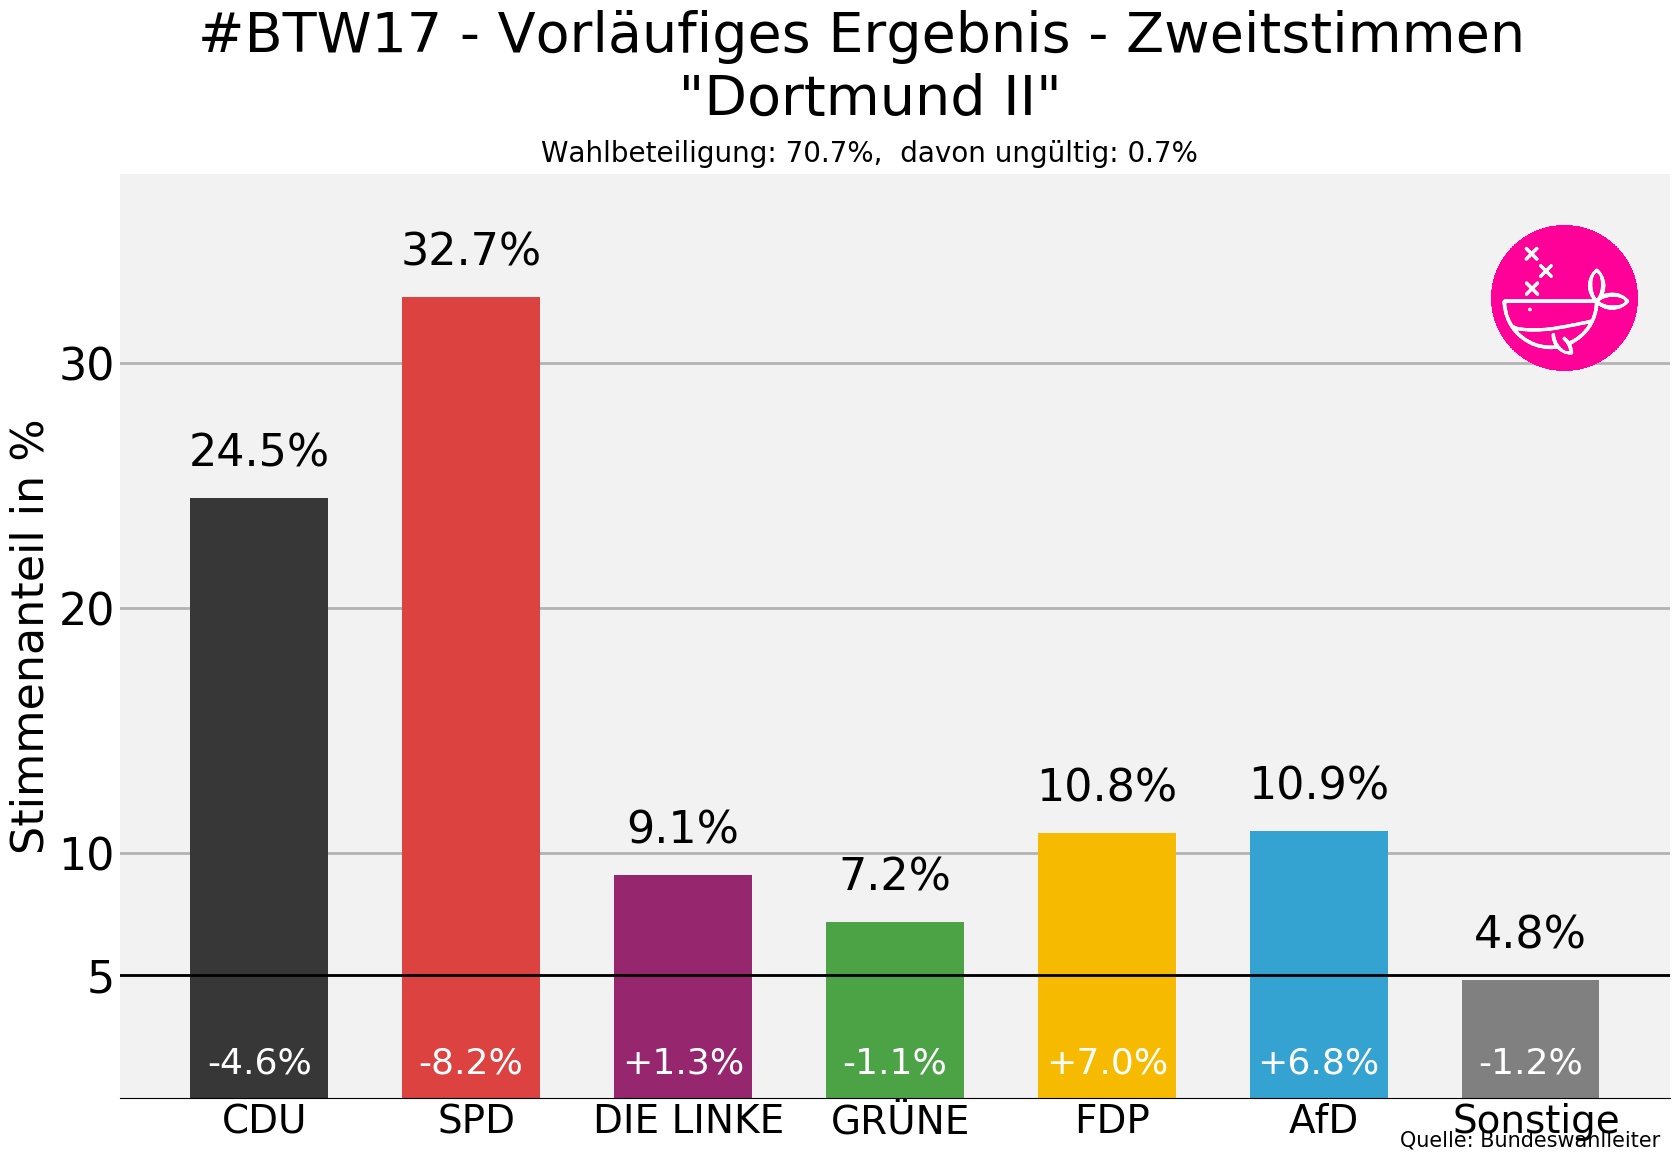 #BTW17 - Vorläufiges Ergebnis - Zweitstimmen
"Dortmund II"
Wahlbeteiligung: 70.7%,  davon ungültig: 0.7%
Stimmenanteil in %
30
20
10
5
24.5%
32.7%
9.1%
7.2%
10.8%
10.9%
4.8%
-4.6%
-8.2%
+1.3%
-1.1%
+7.0%
+6.8%
-1.2%
CDU
SPD
DIE LINKE
GRÜNE
FDP
AfD
Sonstige
Quelle: Bundeswahlleiter